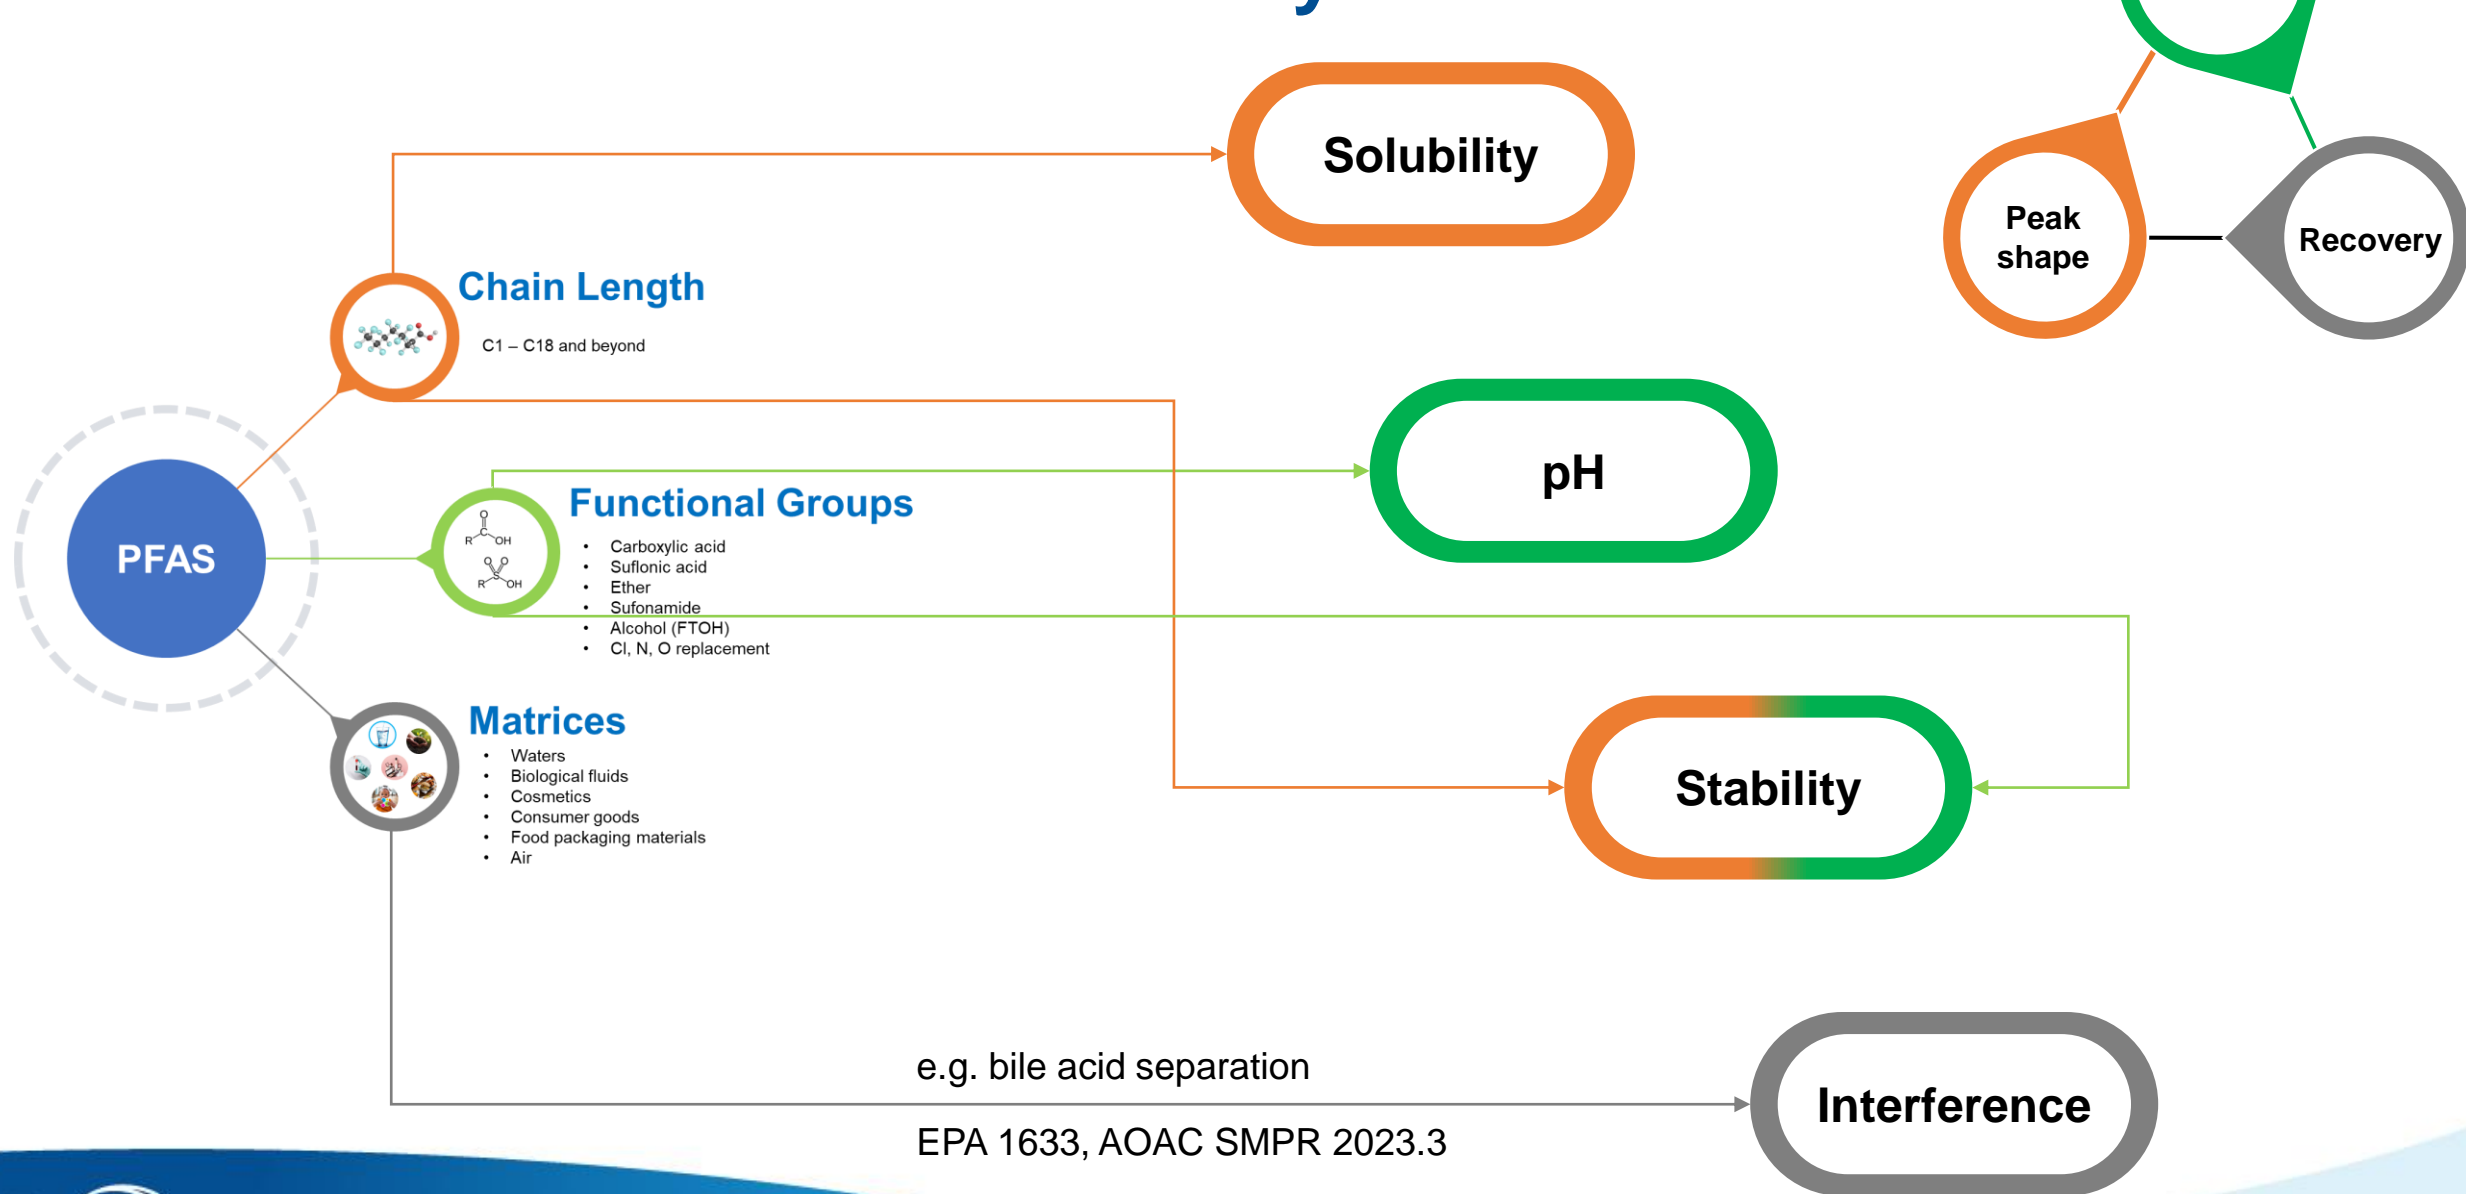 Solubility
Peak
shape
Recovery
Chain Length
C1 – C18 and beyond
pH
Functional Groups
• Carboxylic acid
• Suflonic acid
• Ether
• Sufonamide
• Alcohol (FTOH)
• Cl, N, O replacement
R C O OH
R S O O OH
PFAS
Matrices
• Waters
• Biological fluids
• Cosmetics
• Consumer goods
• Food packaging materials
• Air
Stability
e.g. bile acid separation
Interference
EPA 1633, AOAC SMPR 2023.3